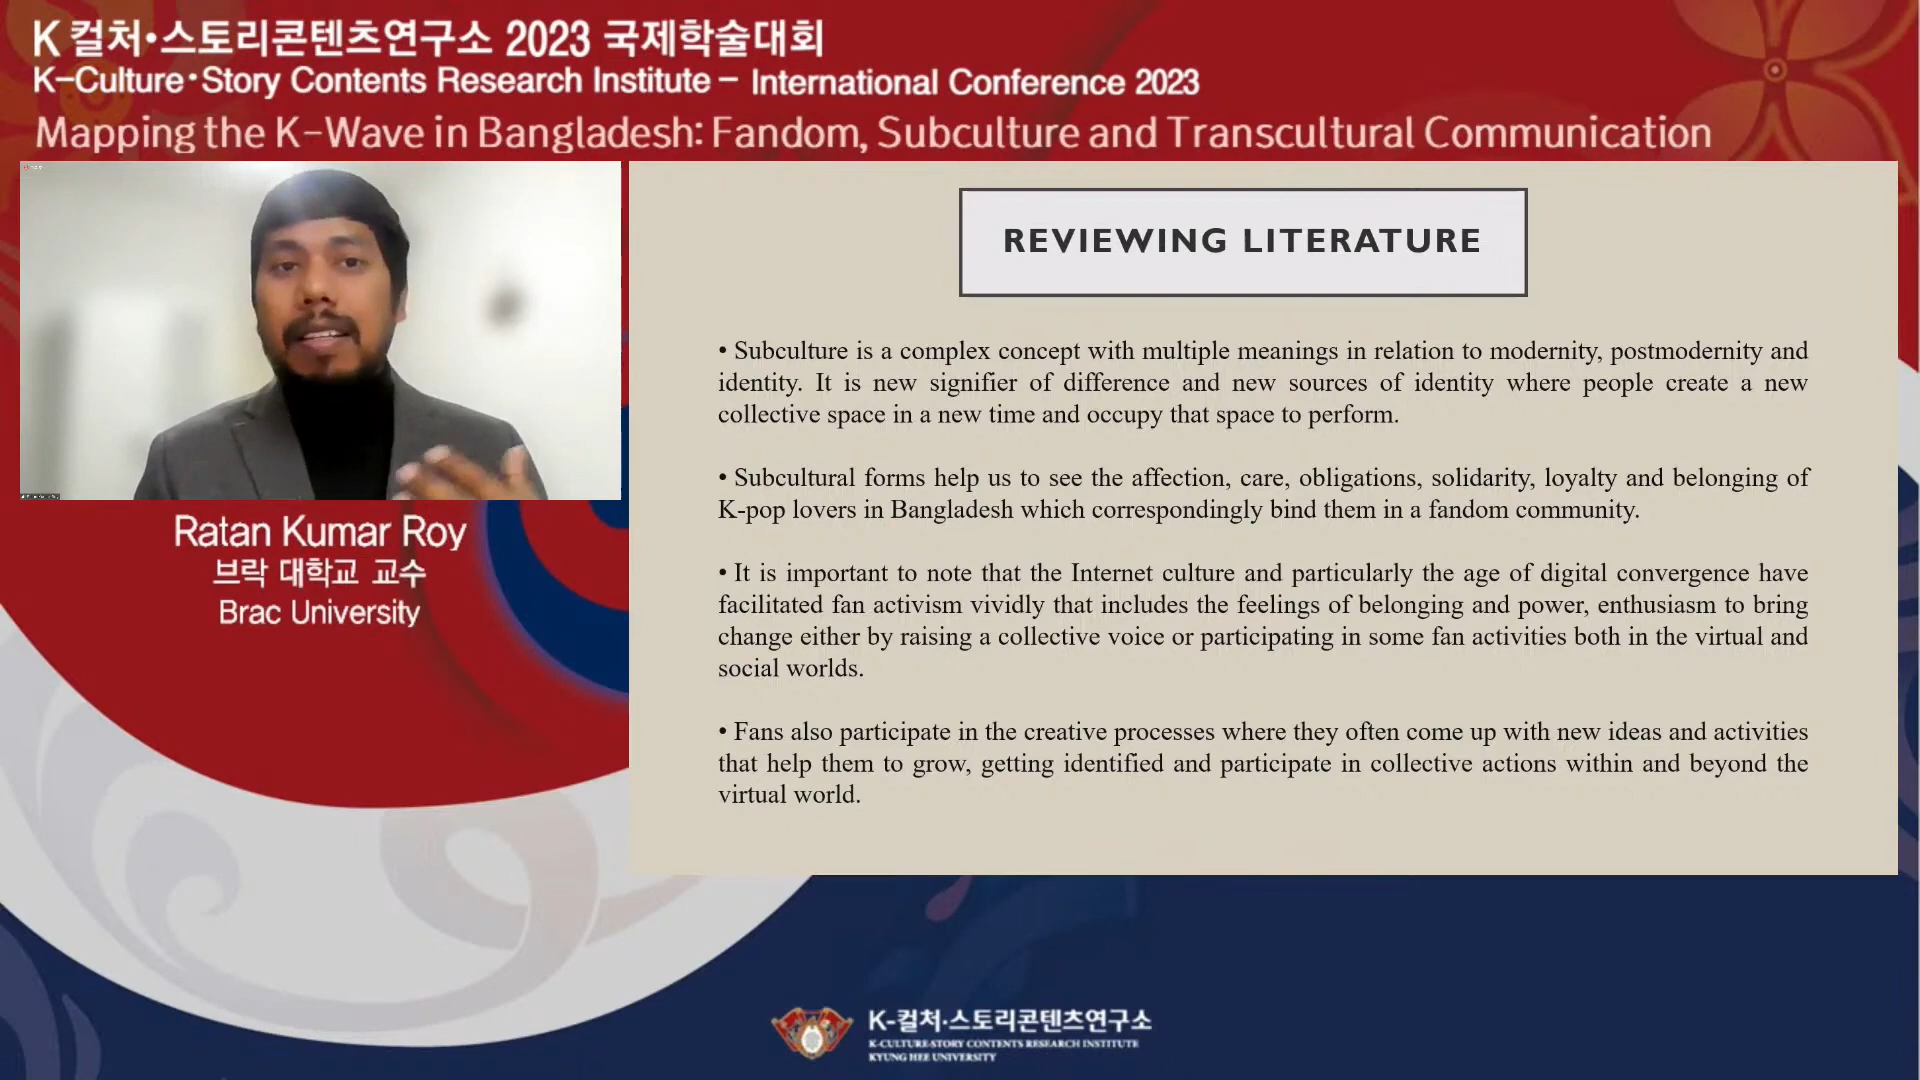 K 컬처•스토리콘텐츠연구소 2023 국제학술대회
K-Culture•Story Contents Research Institute - International Conference 2023
Mapping the K-Wave in Bangladesh: Fandom, Subculture and Transcultural Communication
REVIEWING LITERATURE
• Subculture is a complex concept with multiple meanings in relation to modernity, postmodernity and
identity. It is new signifier of difference and new sources of identity where people create a new
collective space in a new time and occupy that space to perform.
• Subcultural forms help us to see the affection, care, obligations, solidarity, loyalty and belonging of
K-pop lovers in Bangladesh which correspondingly bind them in a fandom community.
• It is important to note that the Internet culture and particularly the age of digital convergence have
facilitated fan activism vividly that includes the feelings of belonging and power, enthusiasm to bring
change either by raising a collective voice or participating in some fan activities both in the virtual and
social worlds.
• Fans also participate in the creative processes where they often come up with new ideas and activities
that help them to grow, getting identified and participate in collective actions within and beyond the
virtual world.
Ratan Kumar Roy
브락 대학교 교수
Brac University
K-컬처·스토리콘텐츠연구소
K-CULTURE·STORY CONTENTS RESEARCH INSTITUTE
KYUNG HEE UNIVERSITY